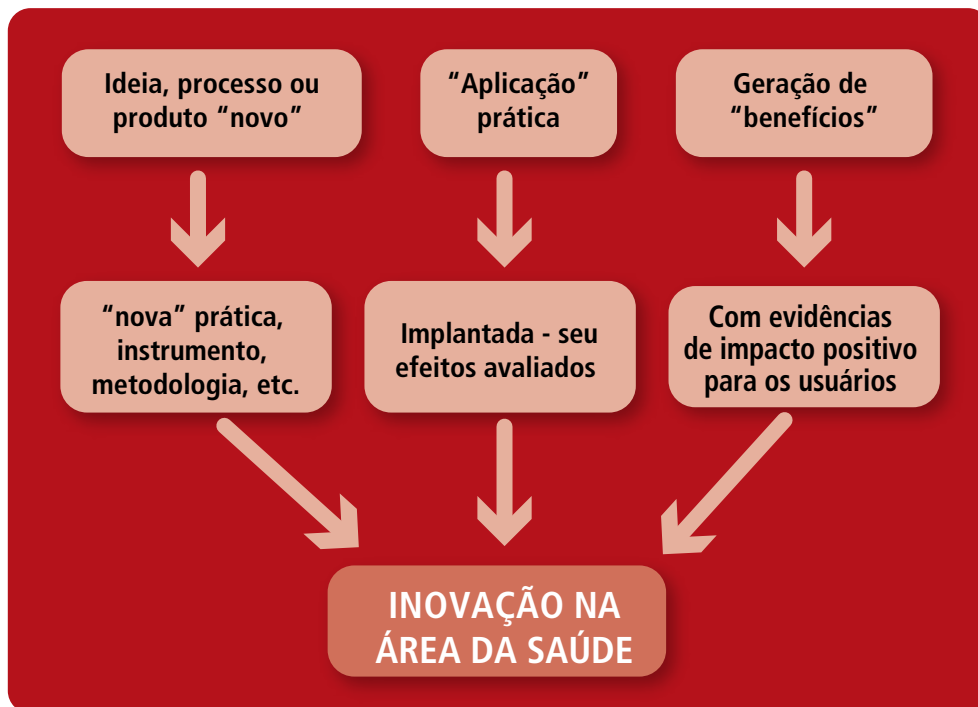 Ideia, processo ou
produto “novo”
“Aplicação”
prática
Geração de
“benefícios”
“nova” prática,
instrumento,
metodologia, etc.
Implantada - seu
efeitos avaliados
Com evidências
de impacto positivo
para os usuários
INOVAÇÃO NA
ÁREA DA SAÚDE